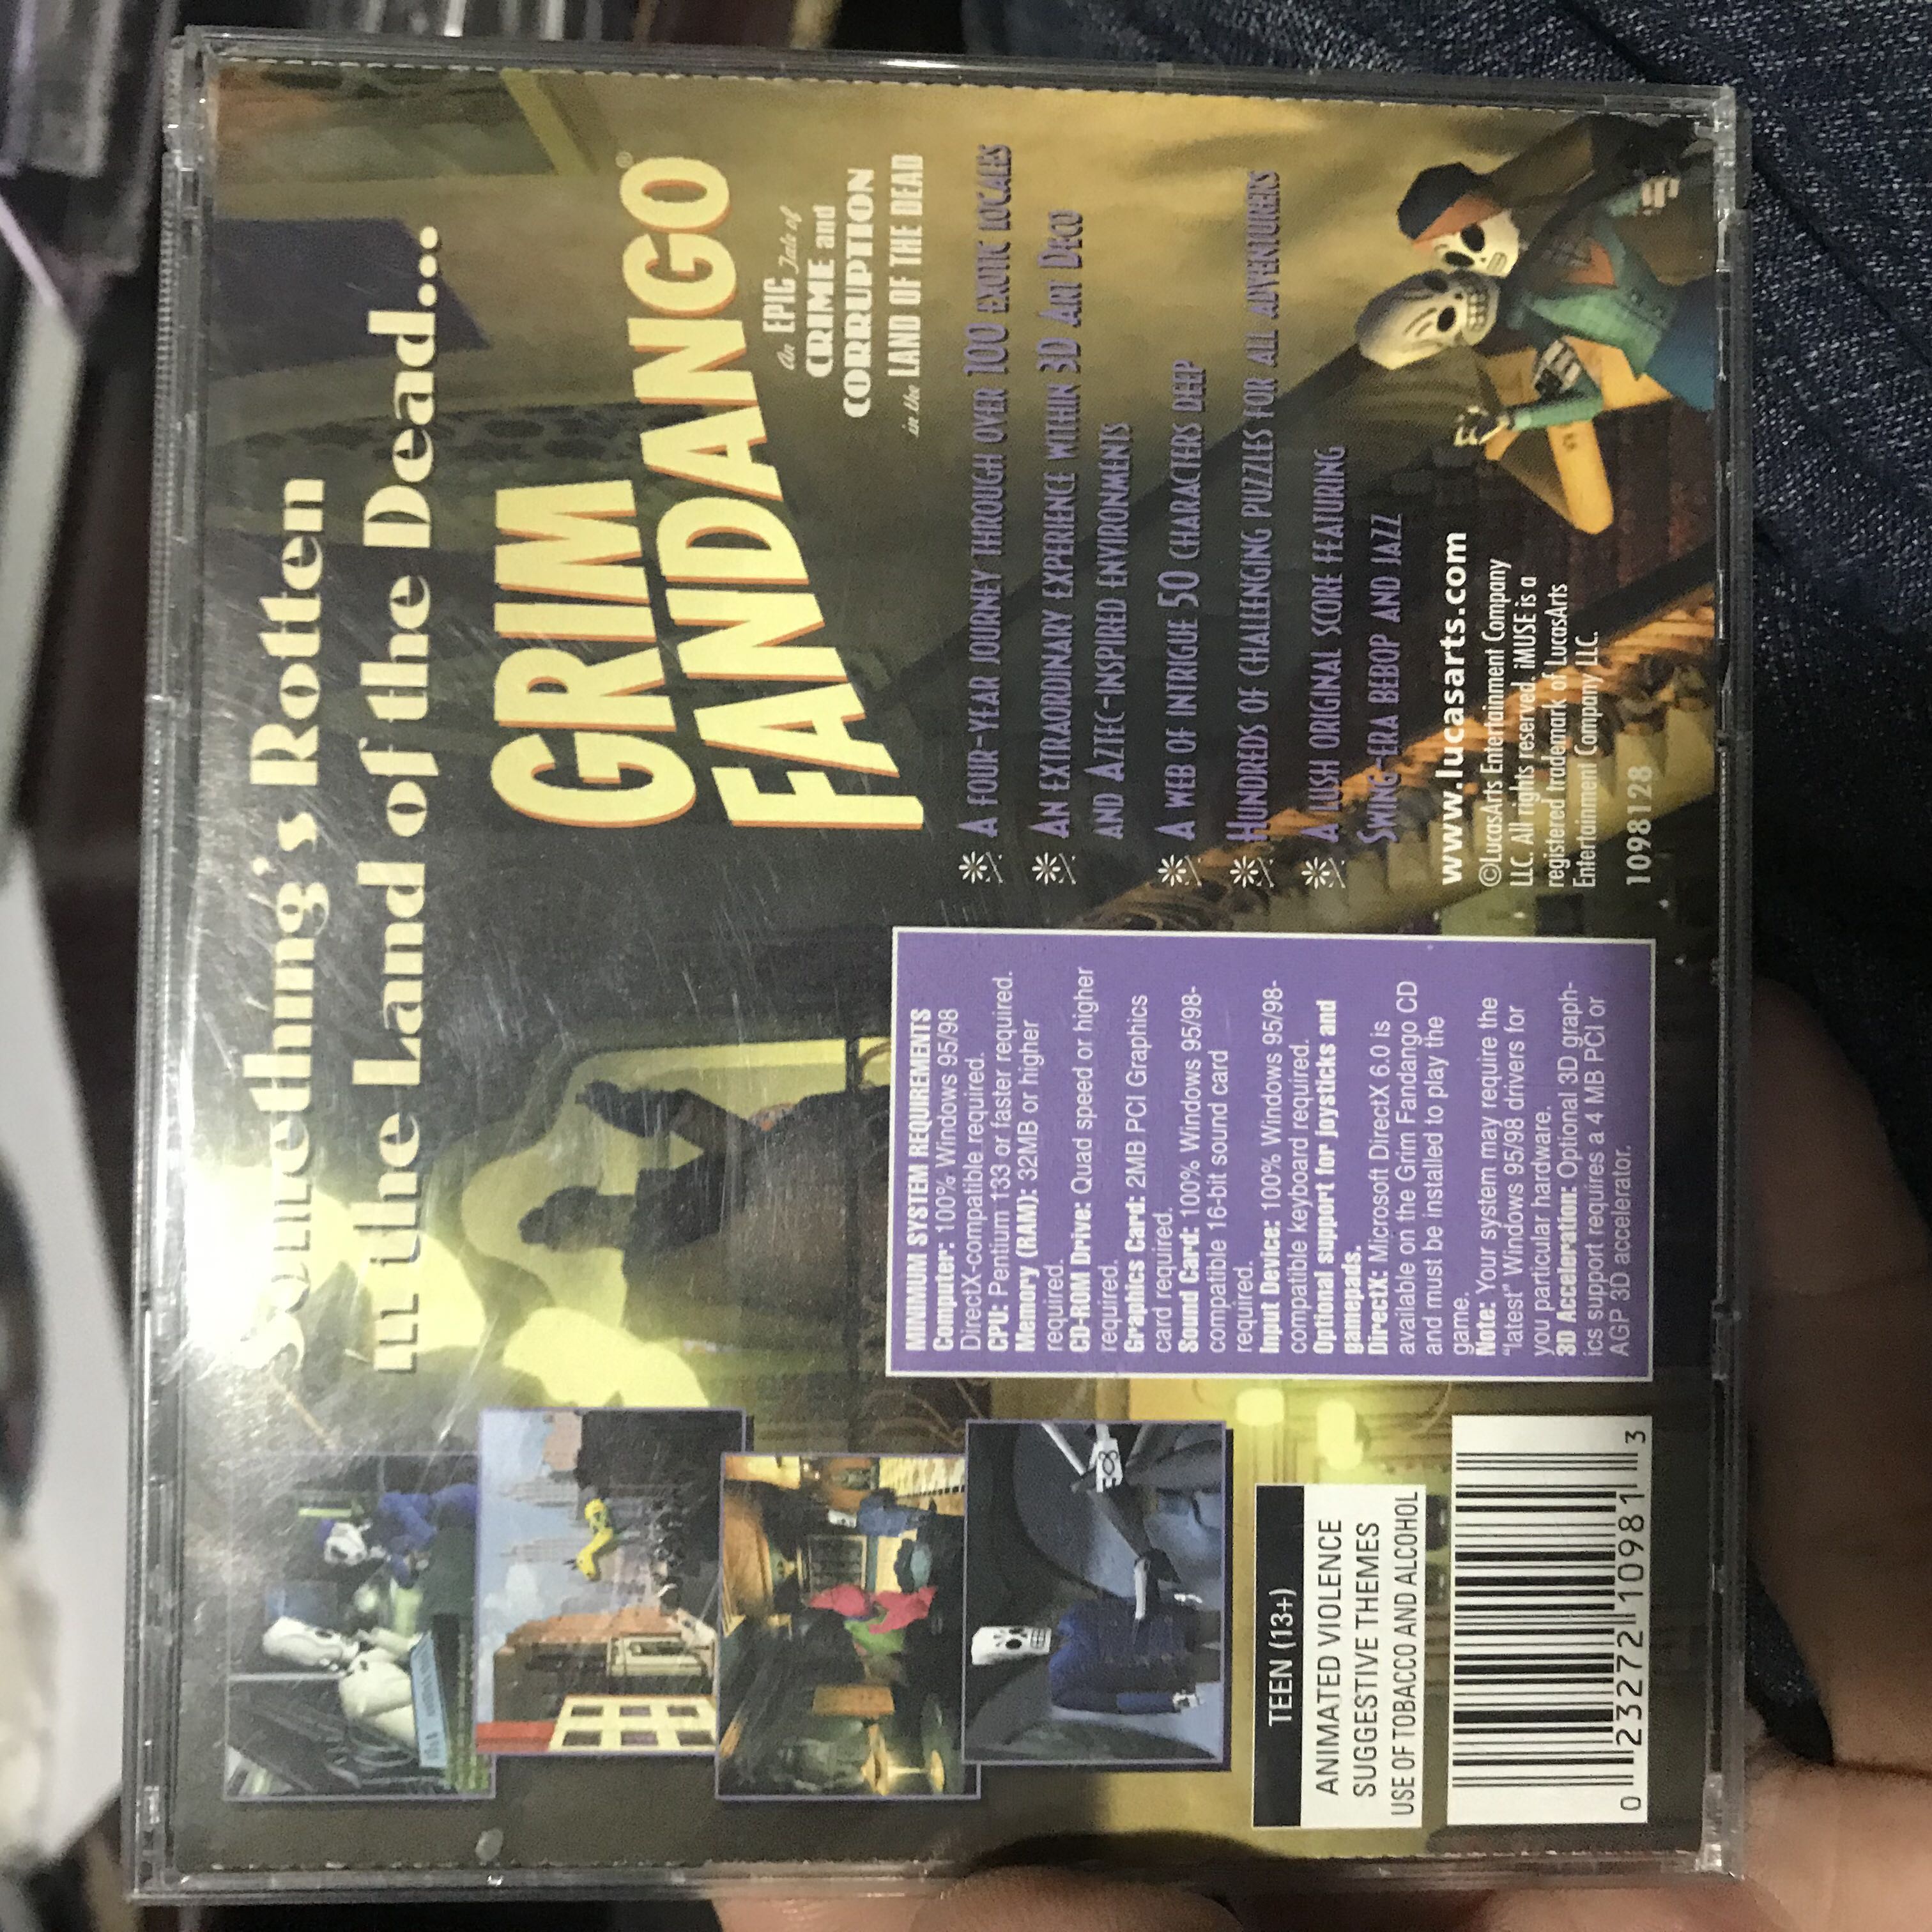 Something's Rotten
in the Land of the Dead...
GRIM
FANDANGO®
An EPIC Tale of
CRIME and
CORRUPTION
in the LAND OF THE DEAD
A FOUR-YEAR JOURNEY THROUGH OVER 100 EXOTIC LOCALES
AN EXTRAORDINARY EXPERIENCE WITHIN 3D ART DECO
AND AZTEC-INSPIRED ENVIRONMENTS
A WEB OF INTRIGUE 50 CHARACTERS DEEP
HUNDREDS OF CHALLENGING PUZZLES FOR ALL ADVENTURERS
A LUSH ORIGINAL SCORE FEATURING
SWING-ERA BEBOP AND JAZZ
www.lucasarts.com
©LucasArts Entertainment Company
LLC. All rights reserved. iMUSE is a
registered trademark of LucasArts
Entertainment Company LLC.
1098128
MINIMUM SYSTEM REQUIREMENTS
Computer: 100% Windows 95/98
DirectX-compatible required.
CPU: Pentium 133 or faster required.
Memory (RAM): 32MB or higher
required.
CD-ROM Drive: Quad speed or higher
required.
Graphics Card: 2MB PCI Graphics
card required.
Sound Card: 100% Windows 95/98-
compatible 16-bit sound card
required.
Input Device: 100% Windows 95/98-
compatible keyboard required.
Optional support for joysticks and
gamepads.
DirectX: Microsoft DirectX 6.0 is
available on the Grim Fandango CD
and must be installed to play the
game.
Note: Your system may require the
"latest" Windows 95/98 drivers for
you particular hardware.
3D Acceleration: Optional 3D graph-
ics support requires a 4 MB PCI or
AGP 3D accelerator.
TEEN (13+)
ANIMATED VIOLENCE
SUGGESTIVE THEMES
USE OF TOBACCO AND ALCOHOL
0 23272 10981 3